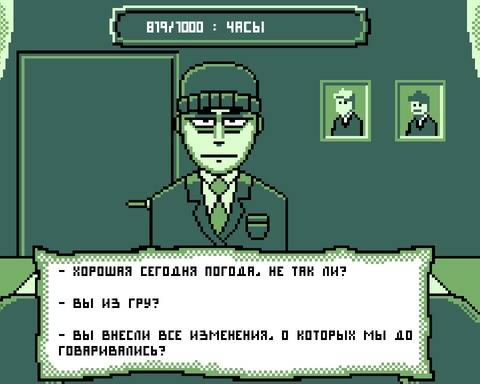 819/1000 : ЧАСЫ
- ХОРОШАЯ СЕГОДНЯ ПОГОДА, НЕ ТАК ЛИ?
- ВЫ ИЗ ГРУ?
- ВЫ ВНЕСЛИ ВСЕ ИЗМЕНЕНИЯ, О КОТОРЫХ МЫ ДО
ГОВАРИВАЛИСЬ?